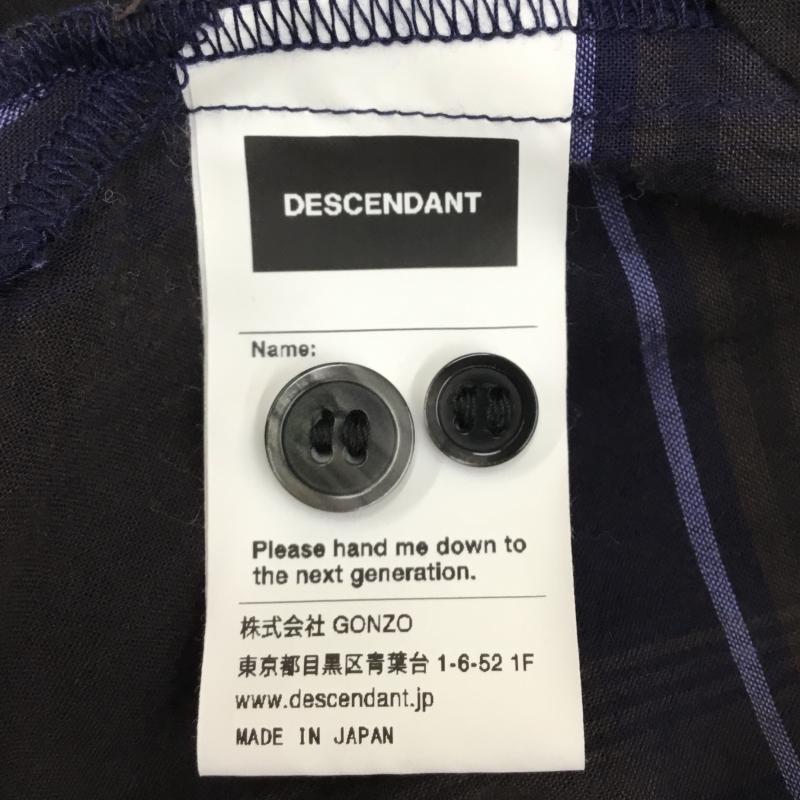 DESCENDANT
Name:
Please hand me down to
the next generation.
株式会社 GONZO
東京都目黒区青葉台 1-6-52 1F
www.descendant.jp
MADE IN JAPAN